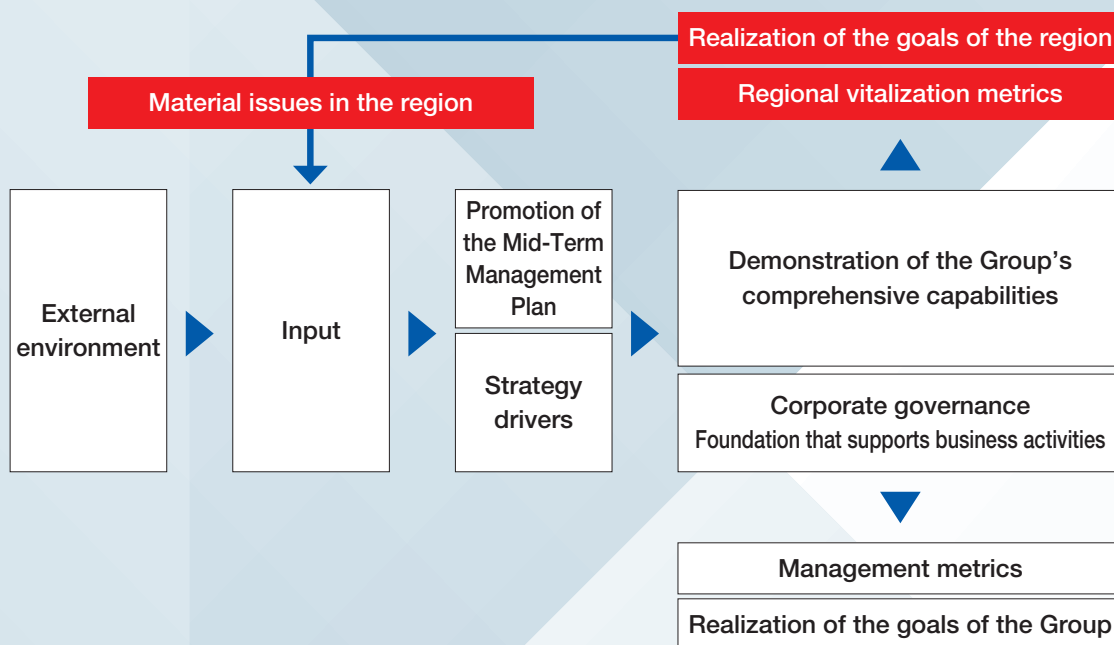 Realization of the goals of the region
Regional vitalization metrics
Material issues in the region
External
environment
Input
Promotion of
the Mid-Term
Management
Plan
Strategy
drivers
Demonstration of the Group’s
comprehensive capabilities
Corporate governance
Foundation that supports business activities
Management metrics
Realization of the goals of the Group